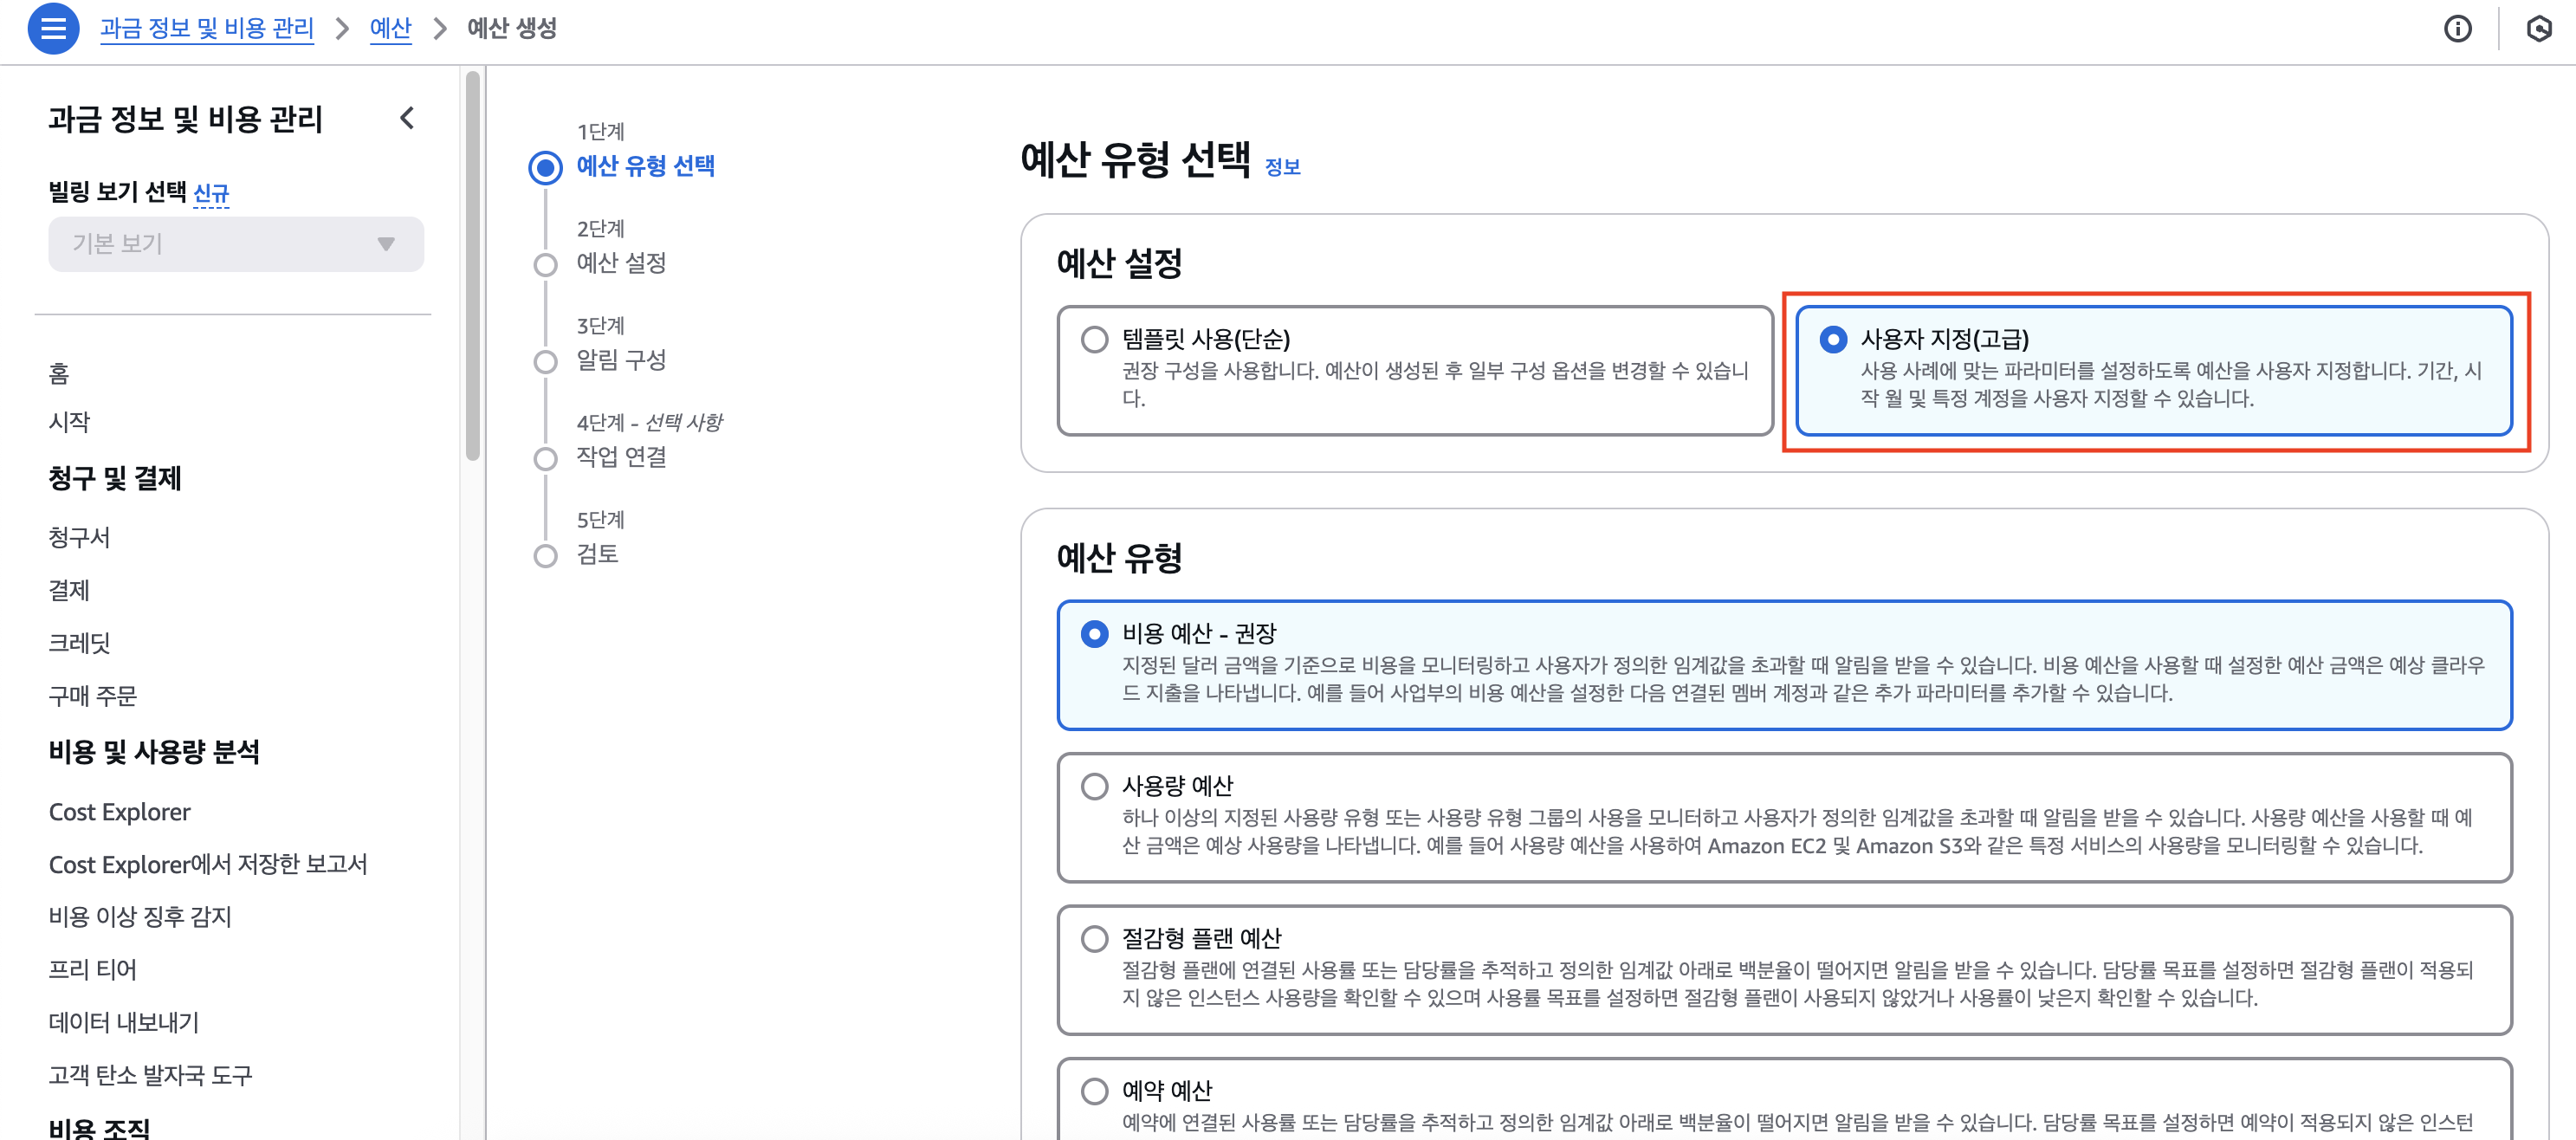 과금 정보 및 비용 관리 > 예산 > 예산 생성
과금 정보 및 비용 관리
빌링 보기 선택 신규
기본 보기
홈
시작
청구 및 결제
청구서
결제
크레딧
구매 주문
비용 및 사용량 분석
Cost Explorer
Cost Explorer에서 저장한 보고서
비용 이상 징후 감지
프리 티어
데이터 내보내기
고객 탄소 발자국 도구
비용 조직
1단계
예산 유형 선택
2단계
예산 설정
3단계
알림 구성
4단계 - 선택 사항
작업 연결
5단계
검토
예산 유형 선택 정보
예산 설정
템플릿 사용(단순)
권장 구성을 사용합니다. 예산이 생성된 후 일부 구성 옵션을 변경할 수 있습니
다.
사용자 지정(고급)
사용 사례에 맞는 파라미터를 설정하도록 예산을 사용자 지정합니다. 기간, 시
작 월 및 특정 계정을 사용자 지정할 수 있습니다.
예산 유형
비용 예산 - 권장
지정된 달러 금액을 기준으로 비용을 모니터링하고 사용자가 정의한 임계값을 초과할 때 알림을 받을 수 있습니다. 비용 예산을 사용할 때 설정한 예산 금액은 예상 클라우
드 지출을 나타냅니다. 예를 들어 사업부의 비용 예산을 설정한 다음 연결된 멤버 계정과 같은 추가 파라미터를 추가할 수 있습니다.
사용량 예산
하나 이상의 지정된 사용량 유형 또는 사용량 유형 그룹의 사용을 모니터하고 사용자가 정의한 임계값을 초과할 때 알림을 받을 수 있습니다. 사용량 예산을 사용할 때 예
산 금액은 예상 사용량을 나타냅니다. 예를 들어 사용량 예산을 사용하여 Amazon EC2 및 Amazon S3와 같은 특정 서비스의 사용량을 모니터링할 수 있습니다.
절감형 플랜 예산
절감형 플랜에 연결된 사용률 또는 담당률을 추적하고 정의한 임계값 아래로 백분율이 떨어지면 알림을 받을 수 있습니다. 담당률 목표를 설정하면 절감형 플랜이 적용되
지 않은 인스턴스 사용량을 확인할 수 있으며 사용률 목표를 설정하면 절감형 플랜이 사용되지 않았거나 사용률이 낮은지 확인할 수 있습니다.
예약 예산
예약에 연결된 사용률 또는 담당률을 추적하고 정의한 임계값 아래로 백분율이 떨어지면 알림을 받을 수 있습니다. 담당률 목표를 설정하면 예약이 적용되지 않은 인스턴